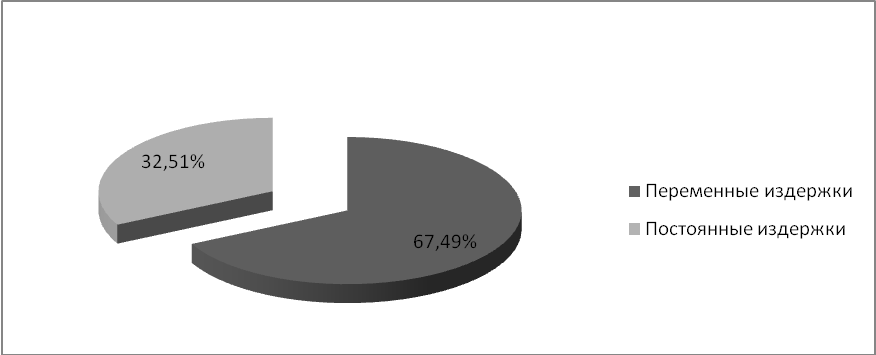 32,51%
67,49%
Переменные издержки
Постоянные издержки